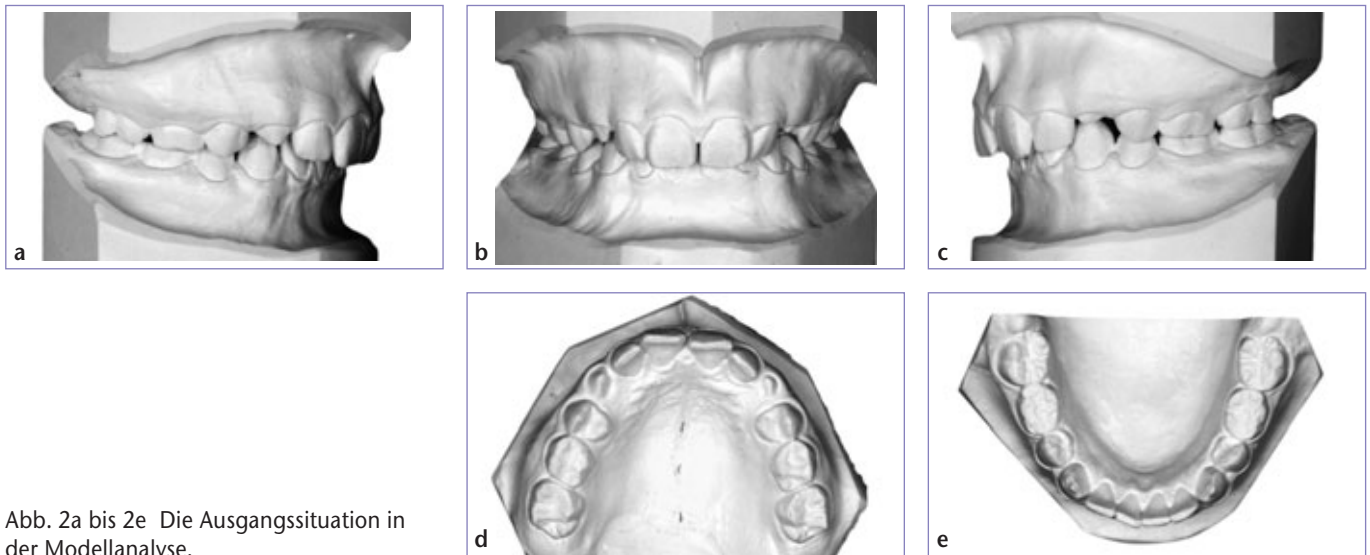 a
b
c
d
e
Abb. 2a bis 2e Die Ausgangssituation in
der Modellanalyse.